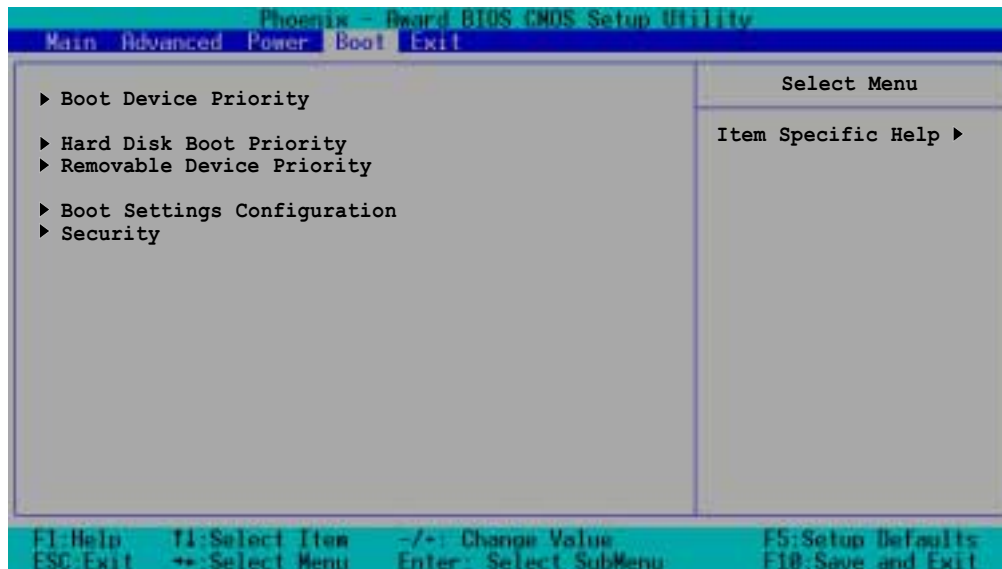 Phoenix - Award BIOS CMOS Setup Utility
Main Advanced Power Boot Exit
Boot Device Priority
Hard Disk Boot Priority
Removable Device Priority
Boot Settings Configuration
Security
Select Menu
Item Specific Help
F1:Help ↑↓:Select Item -/+: Change Value F5:Setup Defaults
ESC:Exit ←→:Select Menu Enter: Select SubMenu F10:Save and Exit